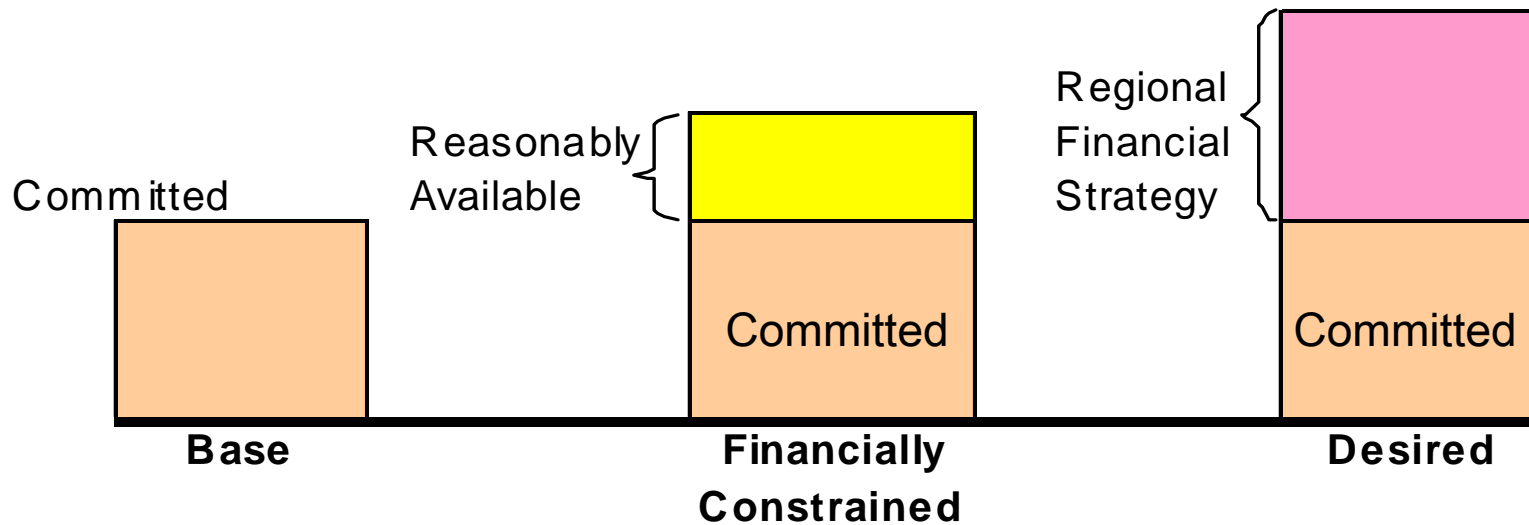 Committed
Reasonably
Available
Regional
Financial
Strategy
Committed
Committed
Base
Financially
Constrained
Desired